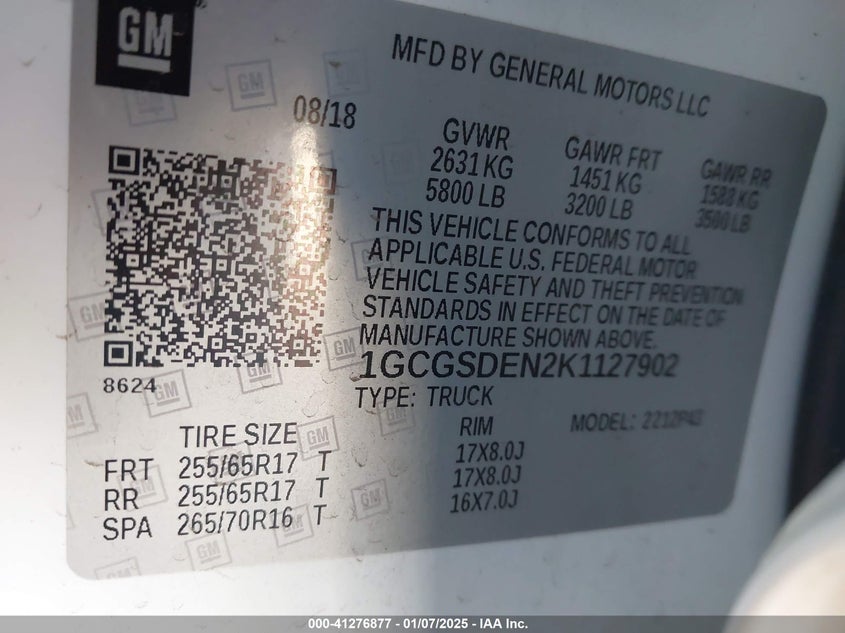 GM
MFD BY GENERAL MOTORS LLC
08/18
GVWR GAWR FRT GAWR RR
2631 KG 1451 KG 1588 KG
5800 LB 3200 LB 3500 LB
THIS VEHICLE CONFORMS TO ALL
APPLICABLE U.S. FEDERAL MOTOR
VEHICLE SAFETY AND THEFT PREVENTION
STANDARDS IN EFFECT ON THE DATE OF
MANUFACTURE SHOWN ABOVE.
1GCGSDEN2K1127902
8624
TYPE: TRUCK
MODEL:
TIRE SIZE RIM
FRT 255/65R17 T 17X8.0J
RR 255/65R17 T 17X8.0J
SPA 265/70R16 T 16X7.0J
000-41276877 - 01/07/2025 - IAA Inc.